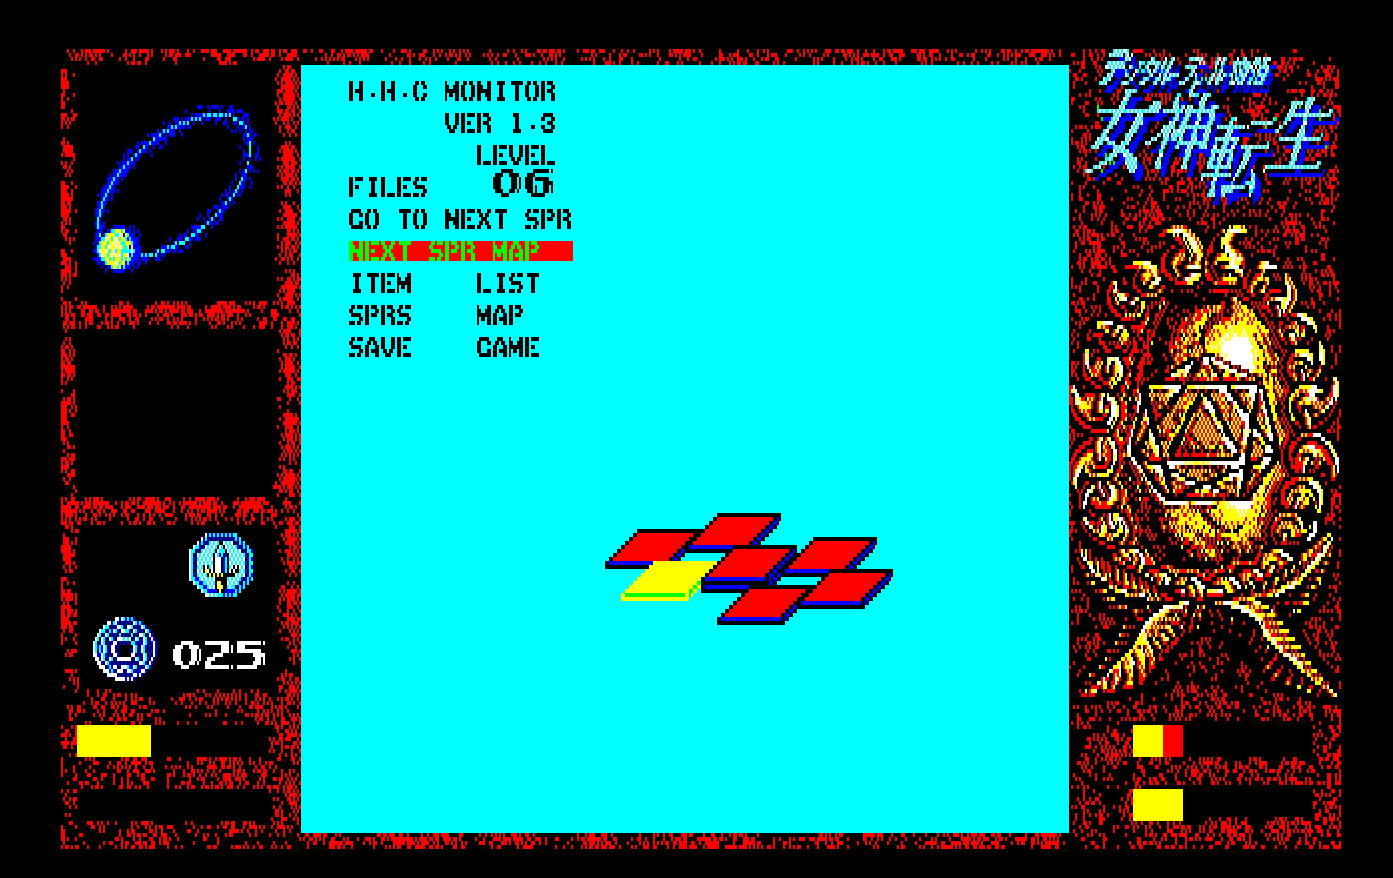 H.H.C MONITOR
VER 1.3
LEVEL
FILES 06
GO TO NEXT SPR
NEXT SPR MAP
ITEM LIST
SPRS MAP
SAVE GAME
025
デジタル・デビル物語
女神転生